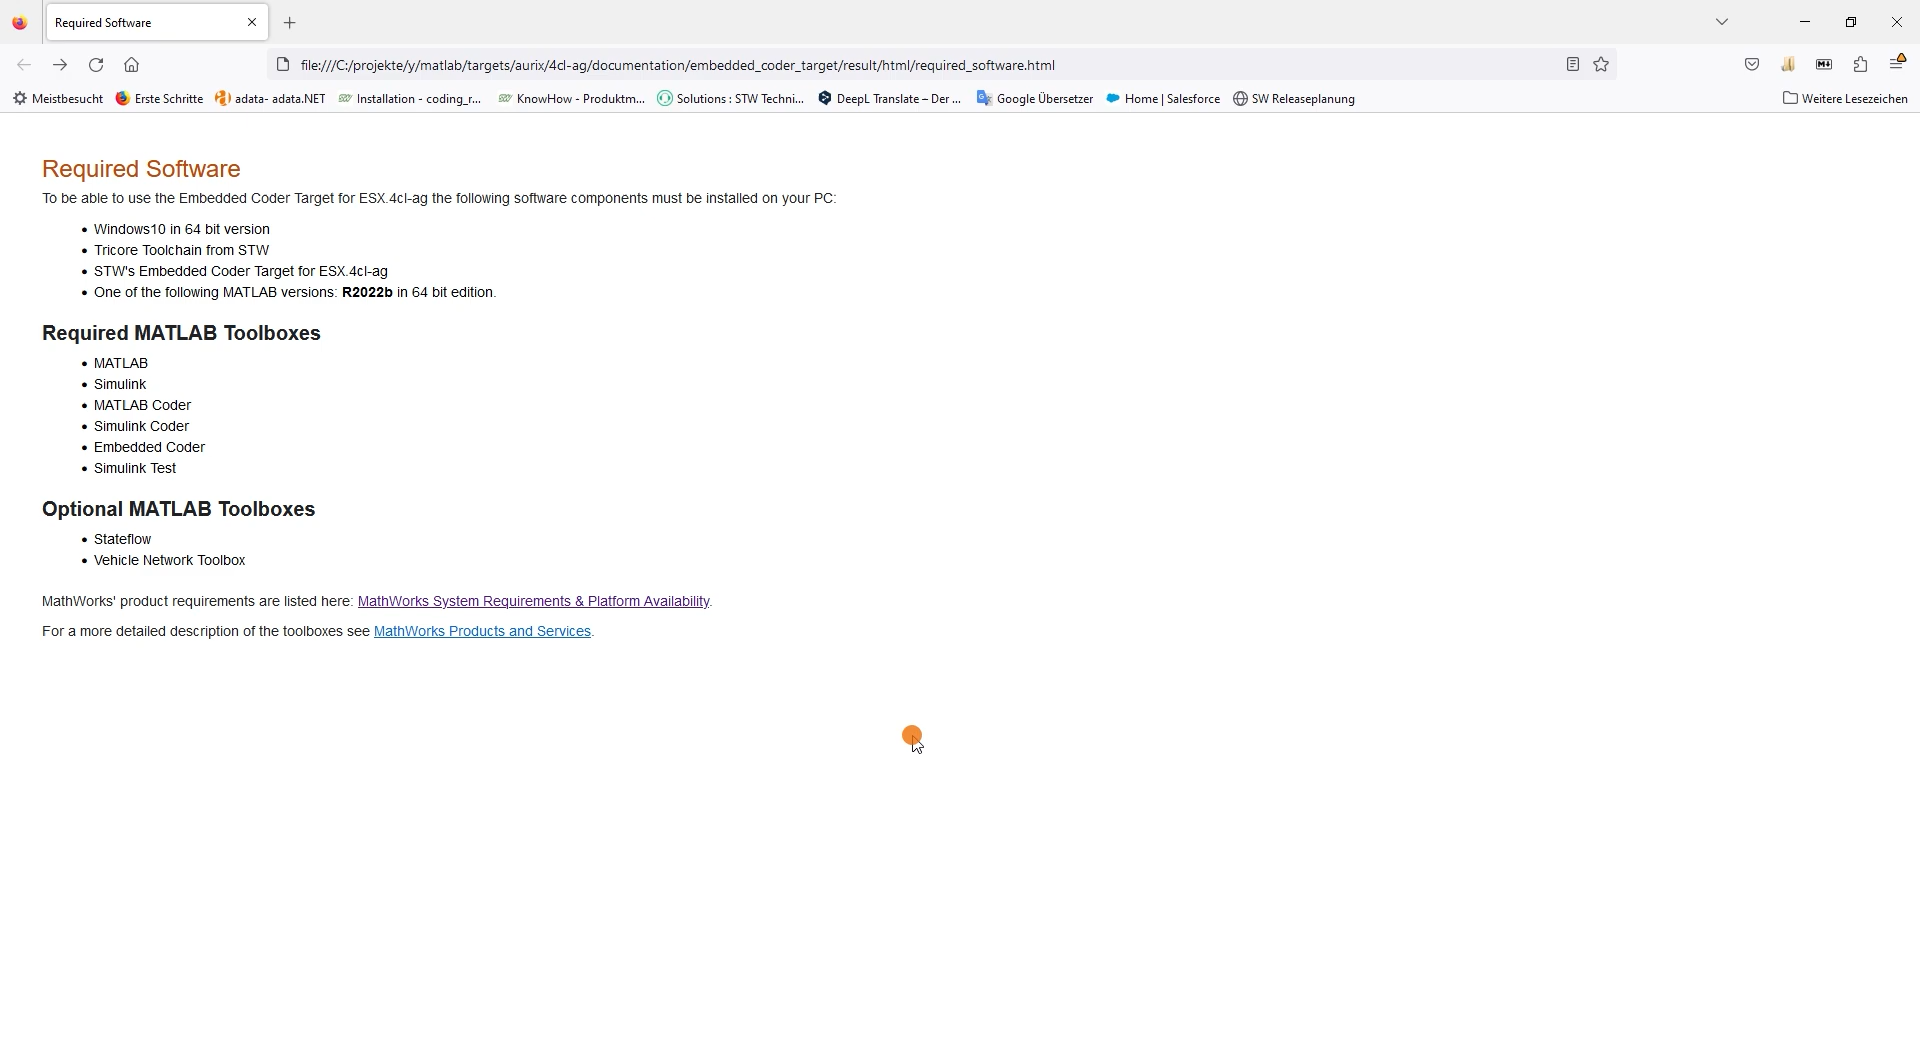 Required Software
file:///C:/projekte/y/matlab/targets/aurix/4cl-ag/documentation/embedded_coder_target/result/html/required_software.html
Meistbesucht Erste Schritte adata- adata.NET Installation - coding_r... KnowHow - Produktm... Solutions : STW Techni... DeepL Translate – Der ... Google Übersetzer Home | Salesforce SW Releaseplanung Weitere Lesezeichen
Required Software
To be able to use the Embedded Coder Target for ESX.4cl-ag the following software components must be installed on your PC:
• Windows10 in 64 bit version
• Tricore Toolchain from STW
• STW's Embedded Coder Target for ESX.4cl-ag
• One of the following MATLAB versions: R2022b in 64 bit edition.
Required MATLAB Toolboxes
• MATLAB
• Simulink
• MATLAB Coder
• Simulink Coder
• Embedded Coder
• Simulink Test
Optional MATLAB Toolboxes
• Stateflow
• Vehicle Network Toolbox
MathWorks' product requirements are listed here: MathWorks System Requirements & Platform Availability.
For a more detailed description of the toolboxes see MathWorks Products and Services.